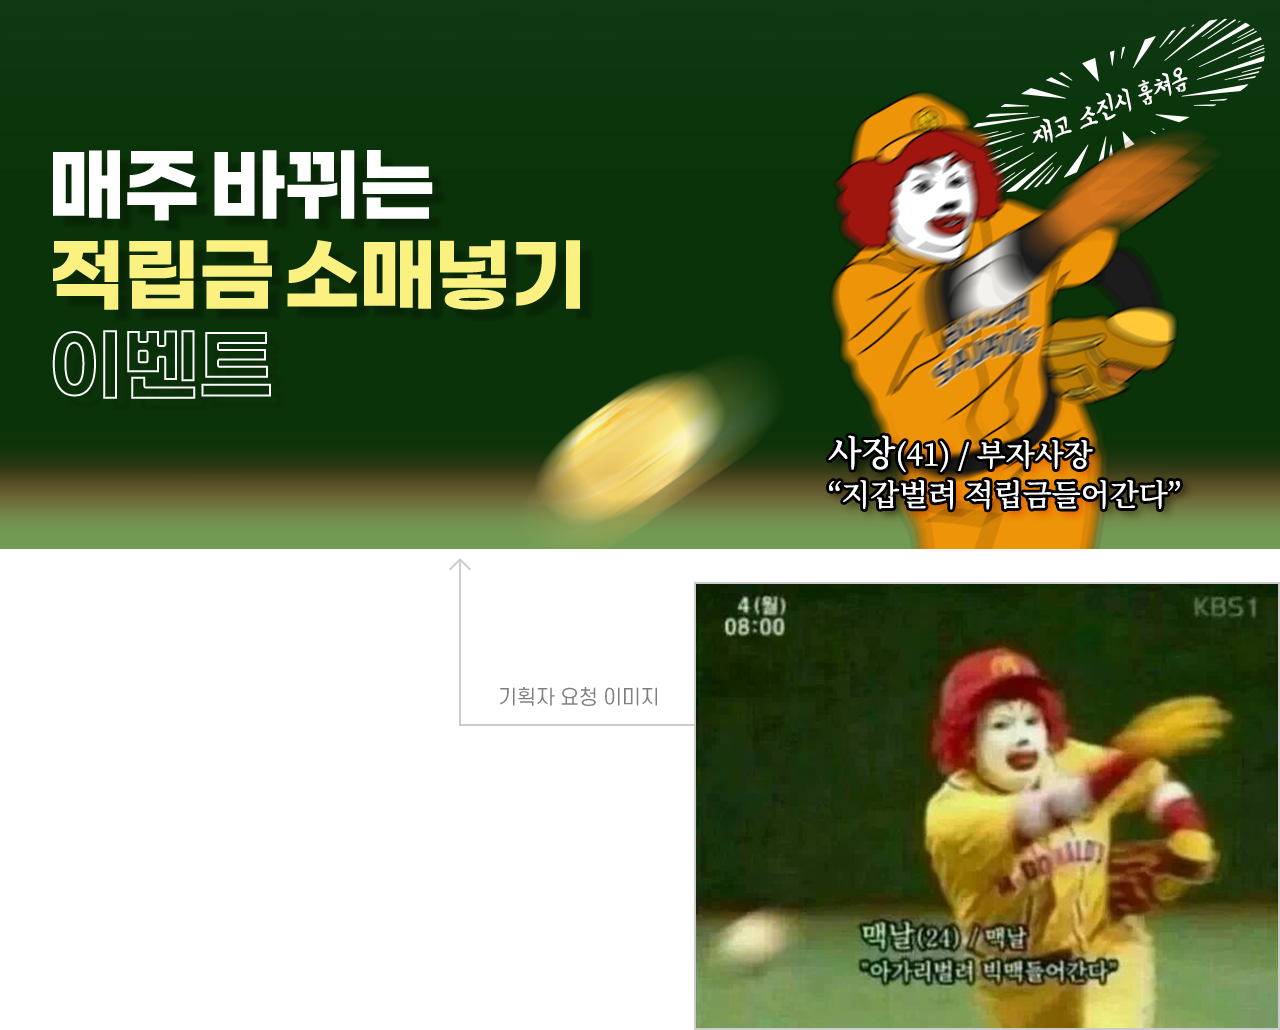 재고 소진시 훔쳐옴
매주 바뀌는
적립금 소매넣기
이벤트
사장(41) / 부자사장
“지갑벌려 적립금들어간다”
기획자 요청 이미지
4(월)
08:00
KBS1
맥날(24) / 맥날
"아가리벌려 빅맥들어간다"